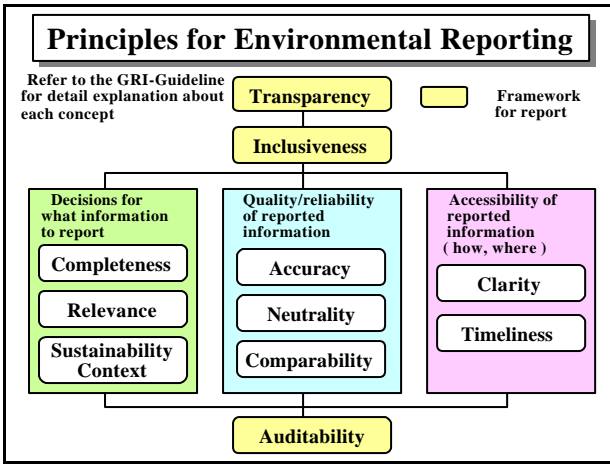 Principles for Environmental Reporting
Refer to the GRI-Guideline
for detail explanation about
each concept
Transparency
Framework
for report
Inclusiveness
Decisions for
what information
to report
Completeness
Relevance
Sustainability
Context
Quality/reliability
of reported
information
Accuracy
Neutrality
Comparability
Accessibility of
reported
information
( how, where )
Clarity
Timeliness
Auditability